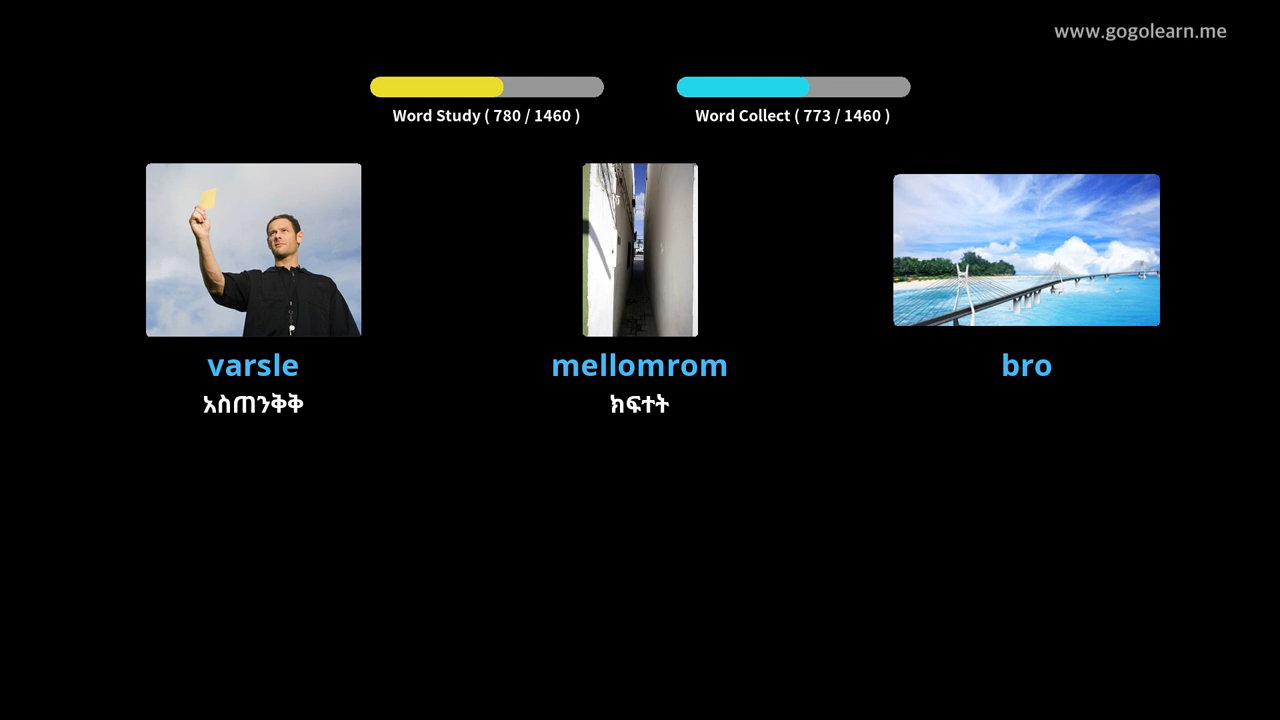 www.gogolearn.me
Word Study ( 780 / 1460 )
Word Collect ( 773 / 1460 )
varsle
አስጠንቅቅ
mellomrom
ክፍተት
bro